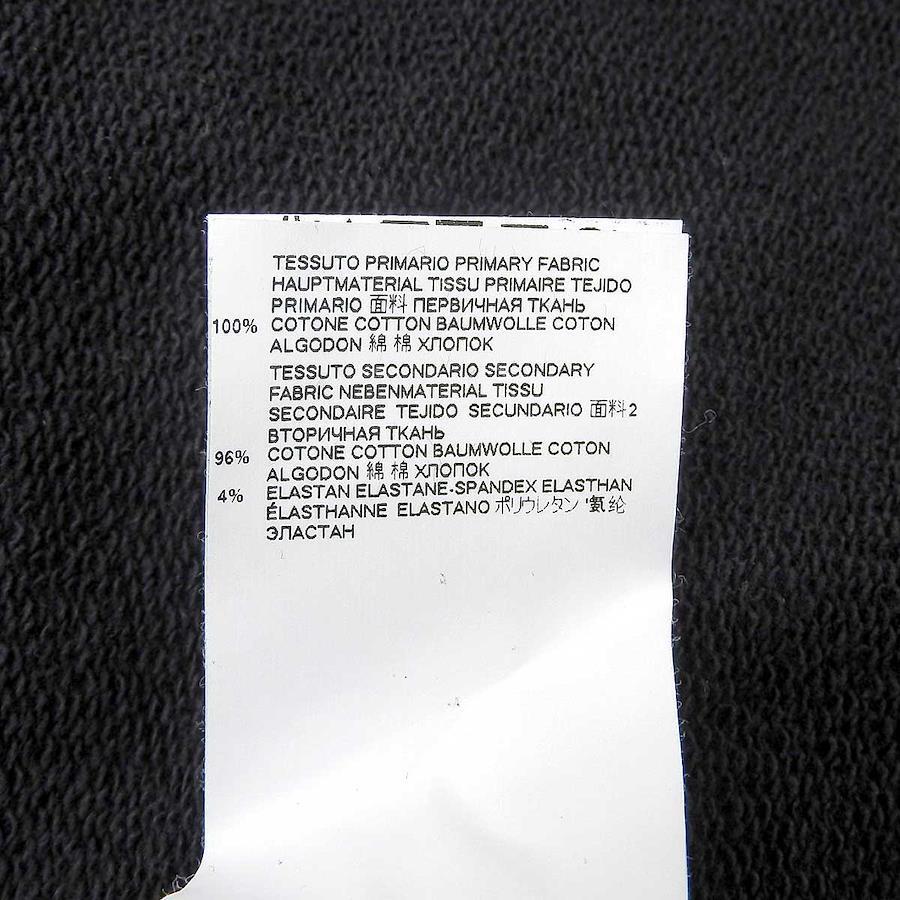 TESSUTO PRIMARIO PRIMARY FABRIC
HAUPTMATERIAL TISSU PRIMAIRE TEJIDO
PRIMARIO 面料 ПЕРВИЧНАЯ ТКАНЬ
100% COTONE COTTON BAUMWOLLE COTON
ALGODON 綿 棉 ХЛОПОК
TESSUTO SECONDARIO SECONDARY
FABRIC NEBENMATERIAL TISSU
SECONDAIRE TEJIDO SECUNDARIO 面料2
ВТОРИЧНАЯ ТКАНЬ
96% COTONE COTTON BAUMWOLLE COTON
ALGODON 綿 棉 ХЛОПОК
4% ELASTAN ELASTANE-SPANDEX ELASTHAN
ÉLASTHANNE ELASTANO ポリウレタン '氨纶
ЭЛАСТАН